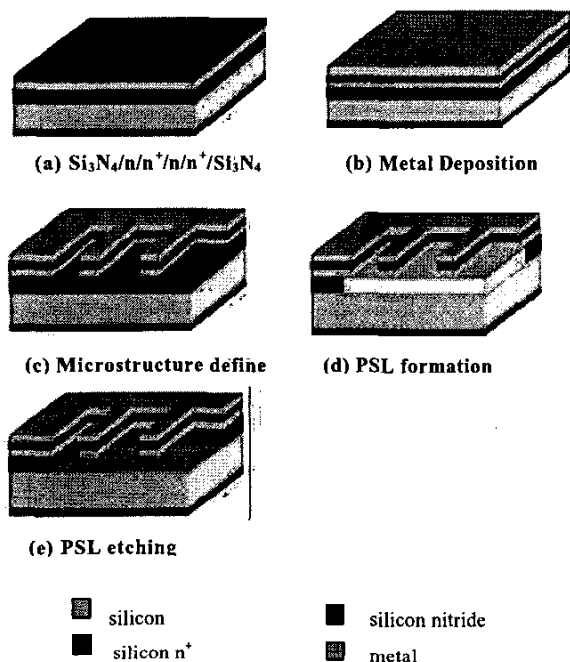 (a) Si₃N₄/n/n⁺/n/n⁺/Si₃N₄
(b) Metal Deposition
(c) Microstructure define
(d) PSL formation
(e) PSL etching
silicon
silicon nitride
silicon n⁺
metal